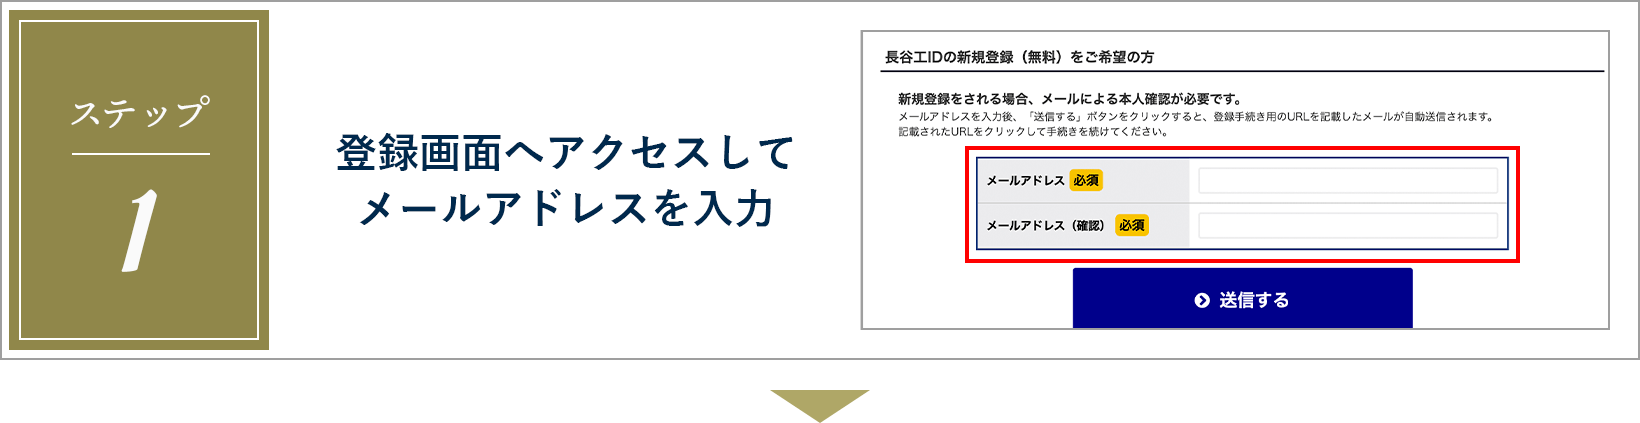 ステップ
1
登録画面へアクセスして
メールアドレスを入力
長谷工IDの新規登録（無料）をご希望の方
新規登録をされる場合、メールによる本人確認が必要です。
メールアドレスを入力後、「送信する」ボタンをクリックすると、登録手続き用のURLを記載したメールが自動送信されます。
記載されたURLをクリックして手続きを続けてください。
メールアドレス 必須
メールアドレス（確認） 必須
送信する